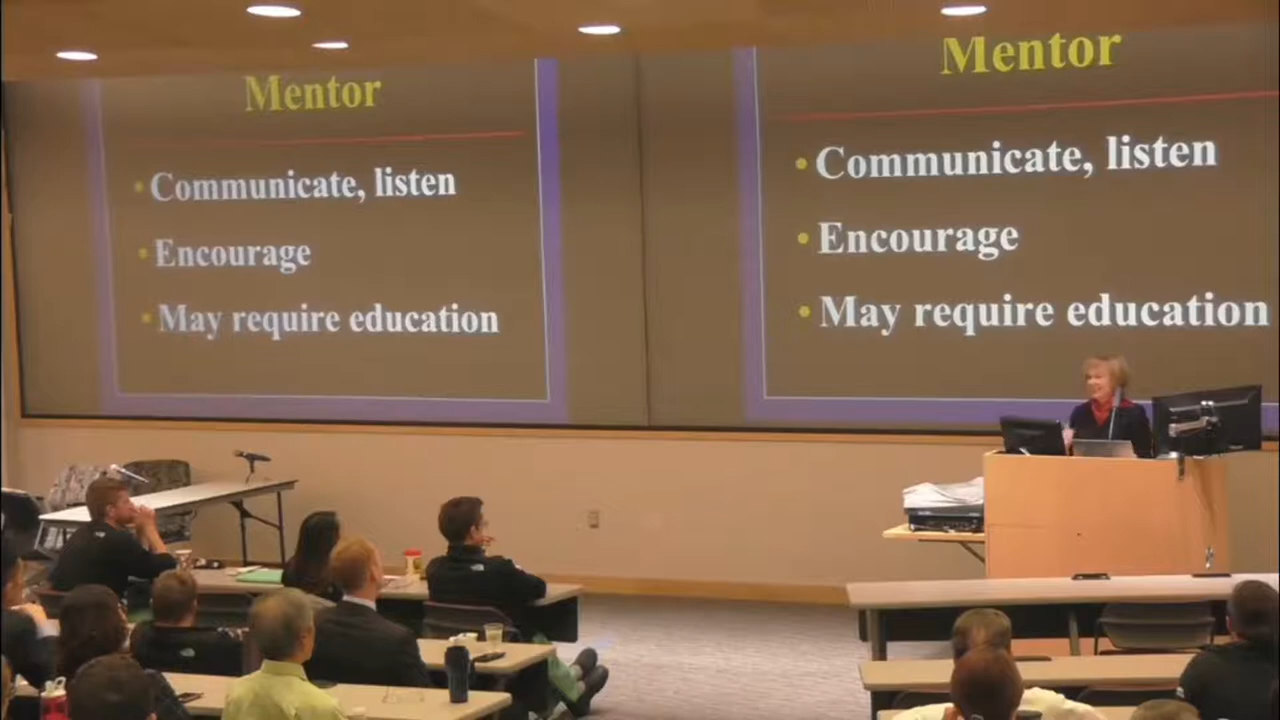 Mentor
• Communicate, listen
• Encourage
• May require education
Mentor
• Communicate, listen
• Encourage
• May require education